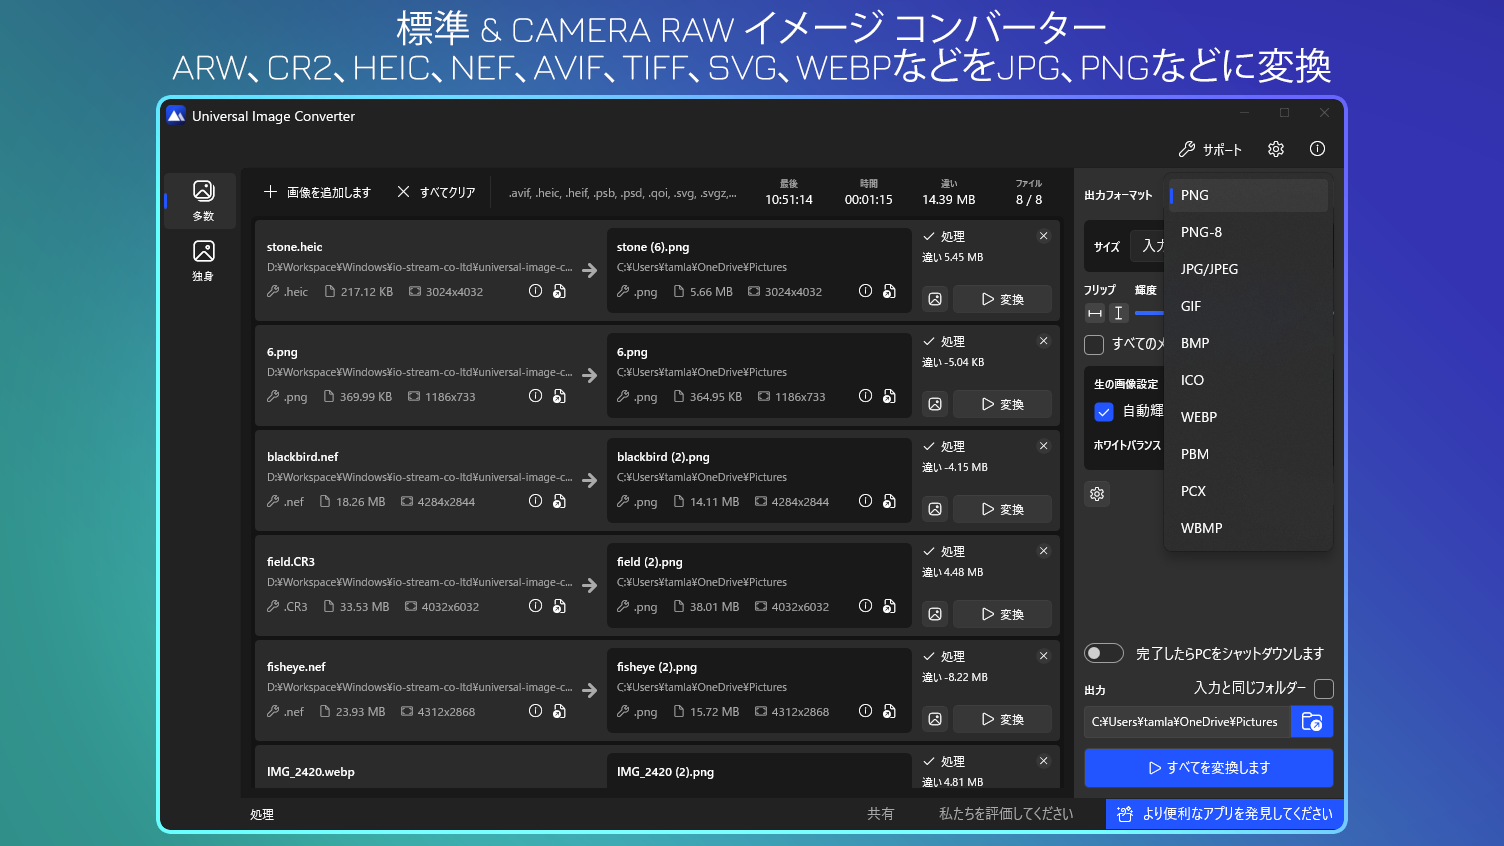 標準 & CAMERA RAW イメージ コンバーター
ARW、CR2、HEIC、NEF、AVIF、TIFF、SVG、WEBPなどをJPG、PNGなどに変換
Universal Image Converter
サポート
多数
独身
画像を追加します
すべてクリア
.avif, .heic, .heif, .psb, .psd, .qoi, .svg, .svgz,...
最後
10:51:14
時間
00:01:15
違い
14.39 MB
ファイル
8 / 8
stone.heic
D:¥Workspace¥Windows¥io-stream-co-ltd¥universal-image-c...
.heic 217.12 KB 3024x4032
stone (6).png
C:¥Users¥tamla¥OneDrive¥Pictures
.png 5.66 MB 3024x4032
処理
違い 5.45 MB
変換
6.png
D:¥Workspace¥Windows¥io-stream-co-ltd¥universal-image-c...
.png 369.99 KB 1186x733
6.png
C:¥Users¥tamla¥OneDrive¥Pictures
.png 364.95 KB 1186x733
処理
違い -5.04 KB
変換
blackbird.nef
D:¥Workspace¥Windows¥io-stream-co-ltd¥universal-image-c...
.nef 18.26 MB 4284x2844
blackbird (2).png
C:¥Users¥tamla¥OneDrive¥Pictures
.png 14.11 MB 4284x2844
処理
違い -4.15 MB
変換
field.CR3
D:¥Workspace¥Windows¥io-stream-co-ltd¥universal-image-c...
.CR3 33.53 MB 4032x6032
field (2).png
C:¥Users¥tamla¥OneDrive¥Pictures
.png 38.01 MB 4032x6032
処理
違い 4.48 MB
変換
fisheye.nef
D:¥Workspace¥Windows¥io-stream-co-ltd¥universal-image-c...
.nef 23.93 MB 4312x2868
fisheye (2).png
C:¥Users¥tamla¥OneDrive¥Pictures
.png 15.72 MB 4312x2868
処理
違い -8.22 MB
変換
IMG_2420.webp
IMG_2420 (2).png
処理
違い 4.81 MB
出力フォーマット
PNG
PNG-8
JPG/JPEG
GIF
BMP
ICO
WEBP
PBM
PCX
WBMP
サイズ
入力
フリップ
輝度
すべてのメ
生の画像設定
自動輝
ホワイトバランス
完了したらPCをシャットダウンします
出力
入力と同じフォルダー
C:¥Users¥tamla¥OneDrive¥Pictures
すべてを変換します
処理
共有
私たちを評価してください
より便利なアプリを発見してください